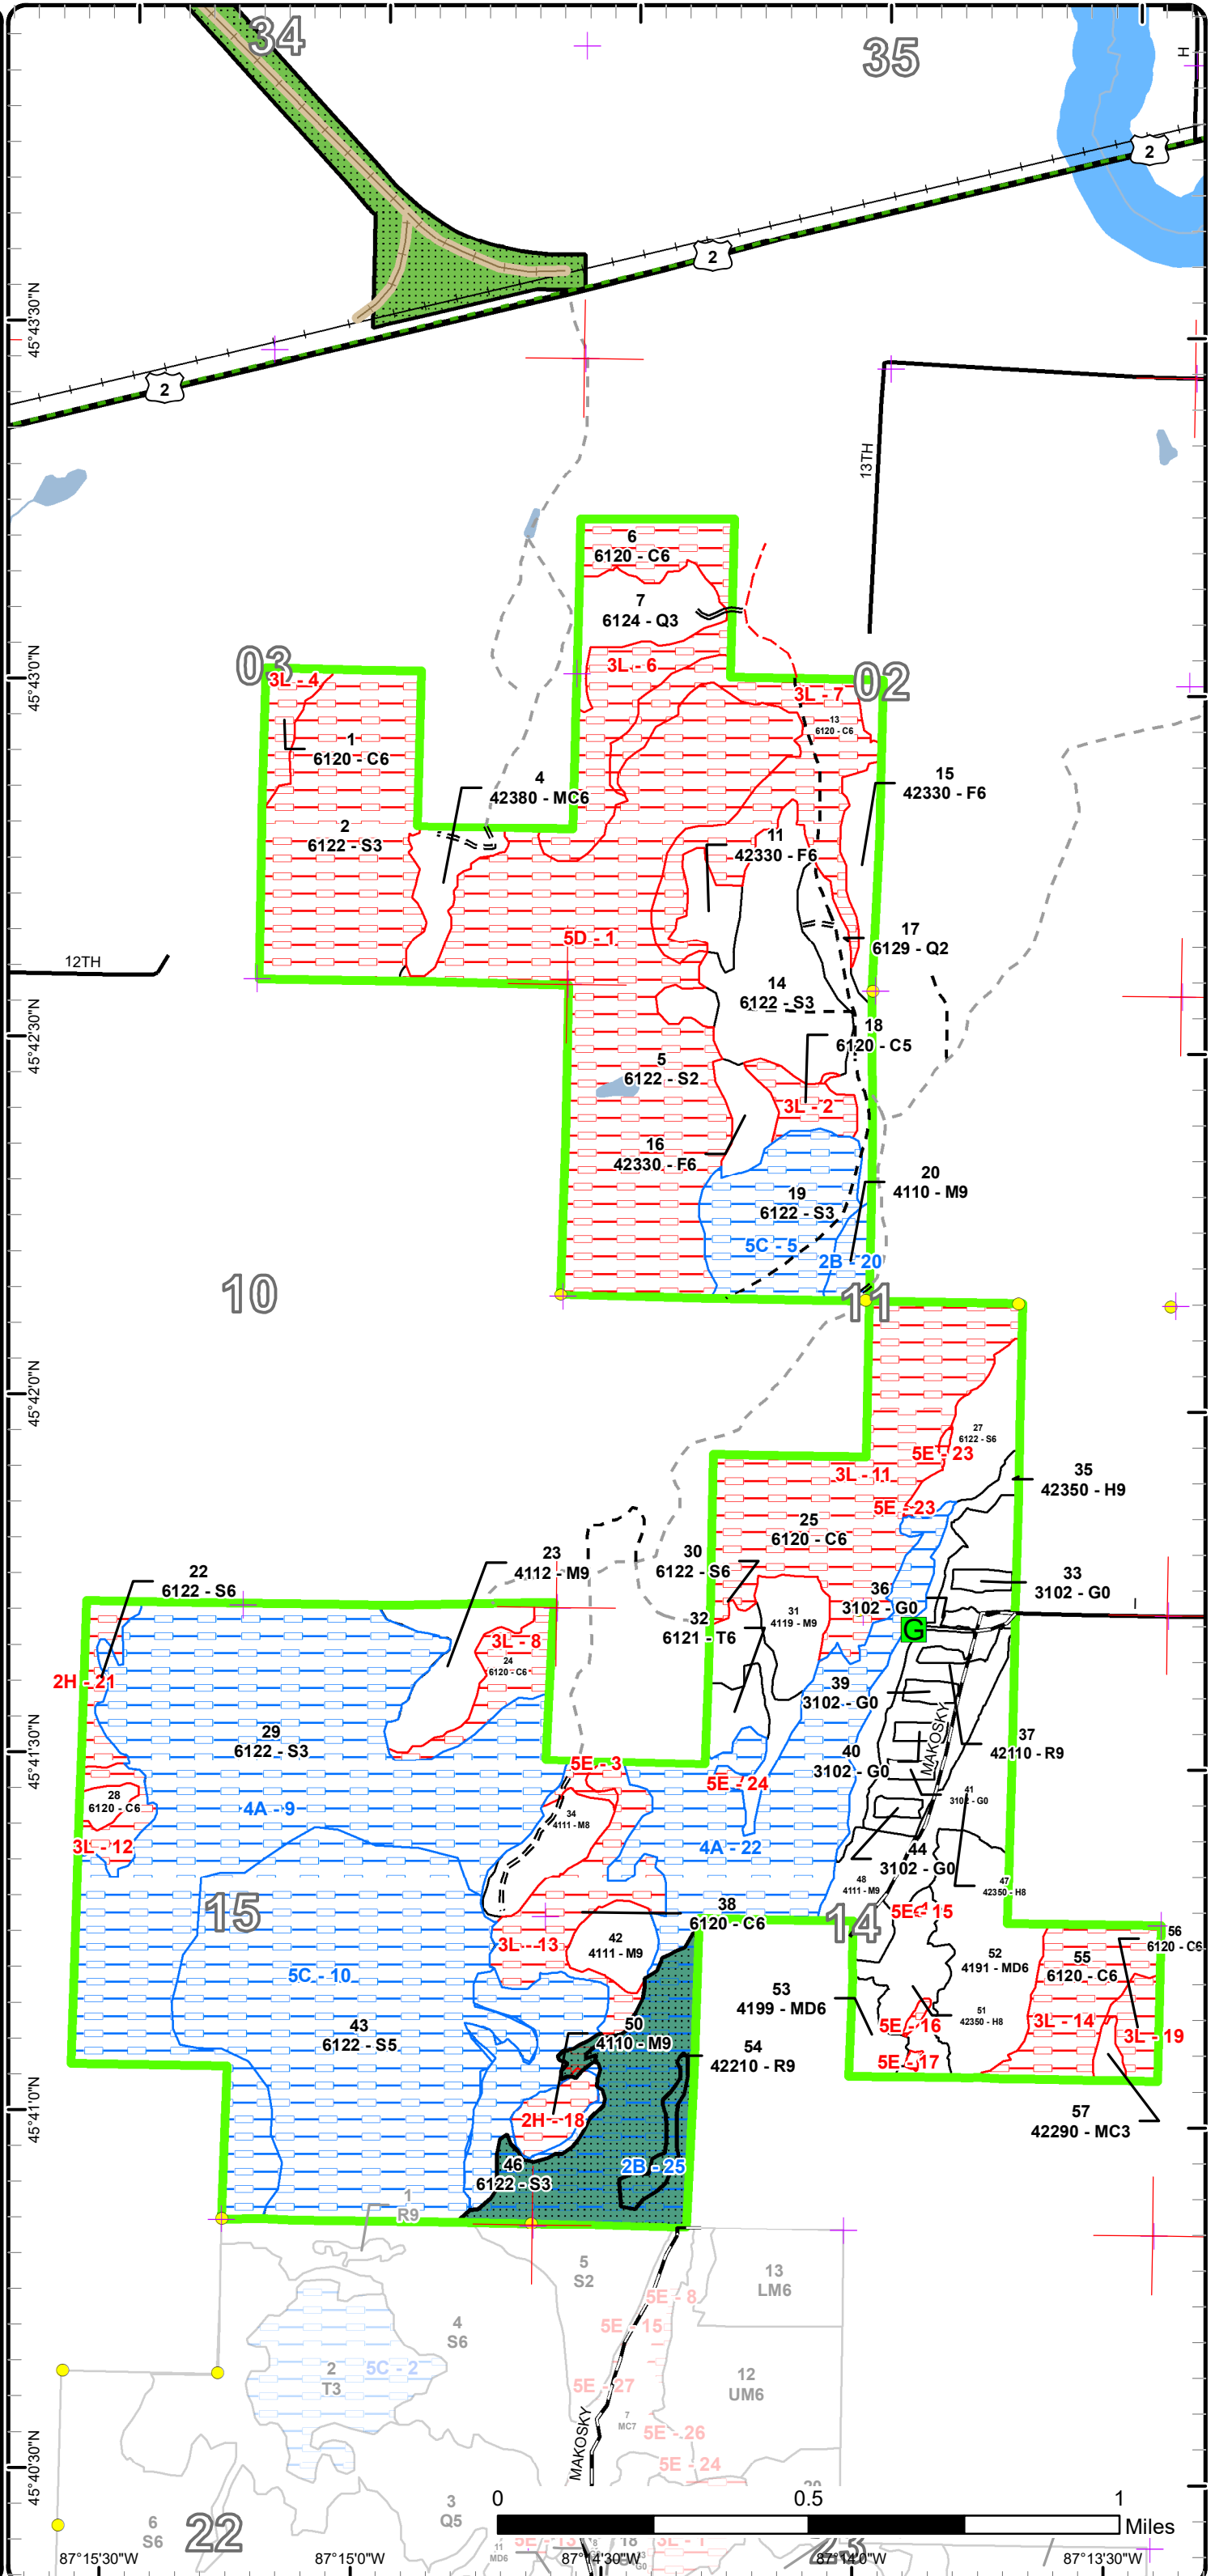 34
35
H
2
2
2
45°43'30"N
13TH
6
6120 - C6
7
6124 - Q3
3L - 6
03
3L - 4
02
3L - 7
45°43'0"N
13
6120 - C6
1
6120 - C6
4
42380 - MC6
15
42330 - F6
2
6122 - S3
11
42330 - F6
5D - 1
17
6129 - Q2
12TH
14
6122 - S3
18
6120 - C5
45°42'30"N
5
6122 - S2
3L - 2
16
42330 - F6
20
4110 - M9
19
6122 - S3
5C - 5
2B - 20
10
11
45°42'0"N
27
6122 - S6
5E - 23
3L - 11
35
42350 - H9
5E - 23
25
6120 - C6
30
6122 - S6
23
4112 - M9
22
6122 - S6
33
3102 - G0
36
3102 - G0
31
4119 - M9
32
6121 - T6
G
I
3L - 8
24
6120 - C6
2H - 21
39
3102 - G0
29
6122 - S3
MAKOSKY
37
42110 - R9
40
3102 - G0
45°41'30"N
5E - 3
5E - 24
41
3102 - G0
28
6120 - C6
4A - 9
34
4111 - M8
3L - 12
4A - 22
44
3102 - G0
48
4111 - M9
47
42350 - H8
15
38
6120 - C6
5E - 15
14
42
4111 - M9
3L - 13
56
6120 - C6
52
4191 - MD6
55
6120 - C6
5C - 10
53
4199 - MD6
51
42350 - H8
43
6122 - S5
50
4110 - M9
5E - 16
3L - 14
3L - 19
54
42210 - R9
5E - 17
45°41'0"N
2H - 18
57
42290 - MC3
46
6122 - S3
2B - 25
1
R9
5
S2
13
LM6
5E - 8
4
S6
5E - 15
2
T3
5C - 2
12
UM6
5E - 27
7
MC7
5E - 26
MAKOSKY
5E - 24
45°40'30"N
20
0
0.5
1
Miles
3
Q5
6
S6
22
11
MD6
5E - 13
18
G0
3L - 1
23
87°15'30"W
87°15'0"W
87°14'30"W
87°14'0"W
87°13'30"W